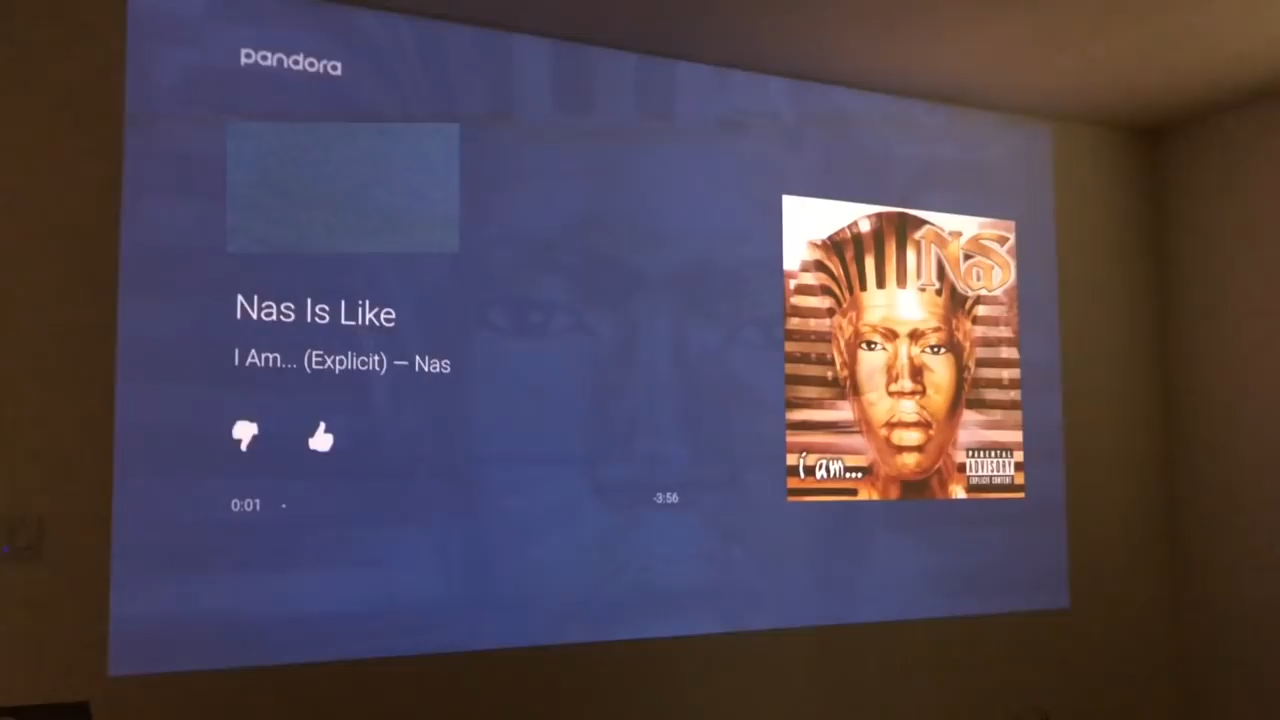 pandora
Nas Is Like
I Am... (Explicit) — Nas
0:01
-3:56
NaS
i am...
PARENTAL
ADVISORY
EXPLICIT CONTENT